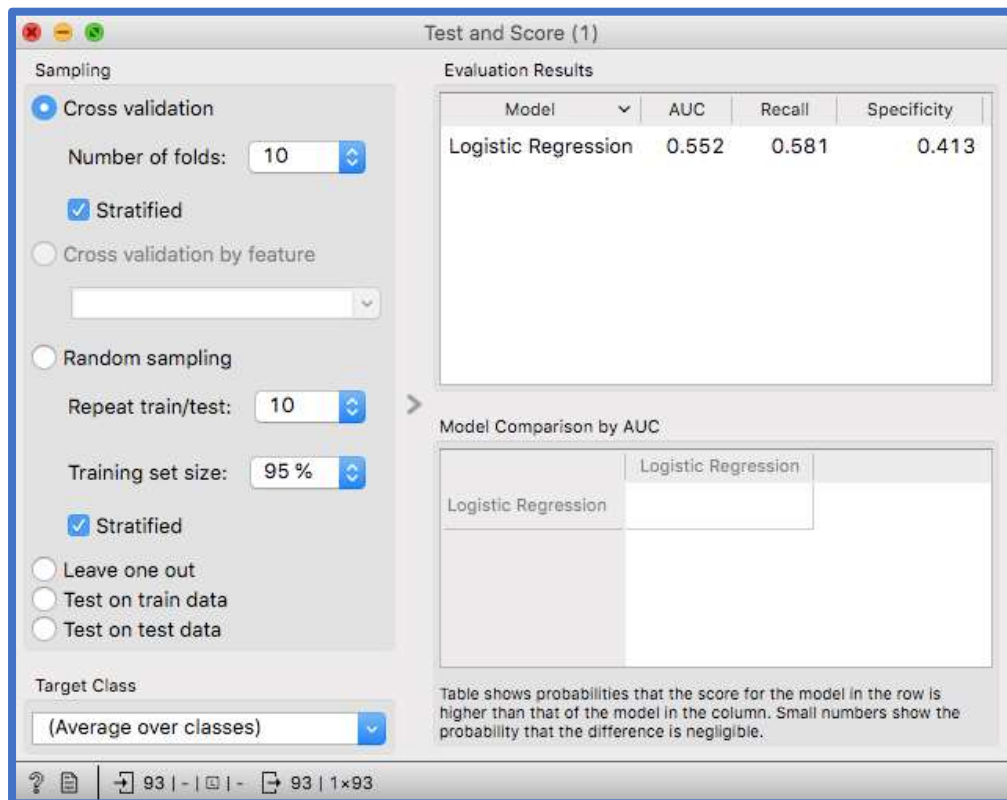 Test and Score (1)
Sampling
Cross validation
Number of folds: 10
Stratified
Cross validation by feature
Random sampling
Repeat train/test: 10
Training set size: 95 %
Stratified
Leave one out
Test on train data
Test on test data
Target Class
(Average over classes)
Evaluation Results
Model AUC Recall Specificity
Logistic Regression 0.552 0.581 0.413
Model Comparison by AUC
Logistic Regression
Logistic Regression
Table shows probabilities that the score for the model in the row is
higher than that of the model in the column. Small numbers show the
probability that the difference is negligible.
? 93 | - | - 93 | 1×93